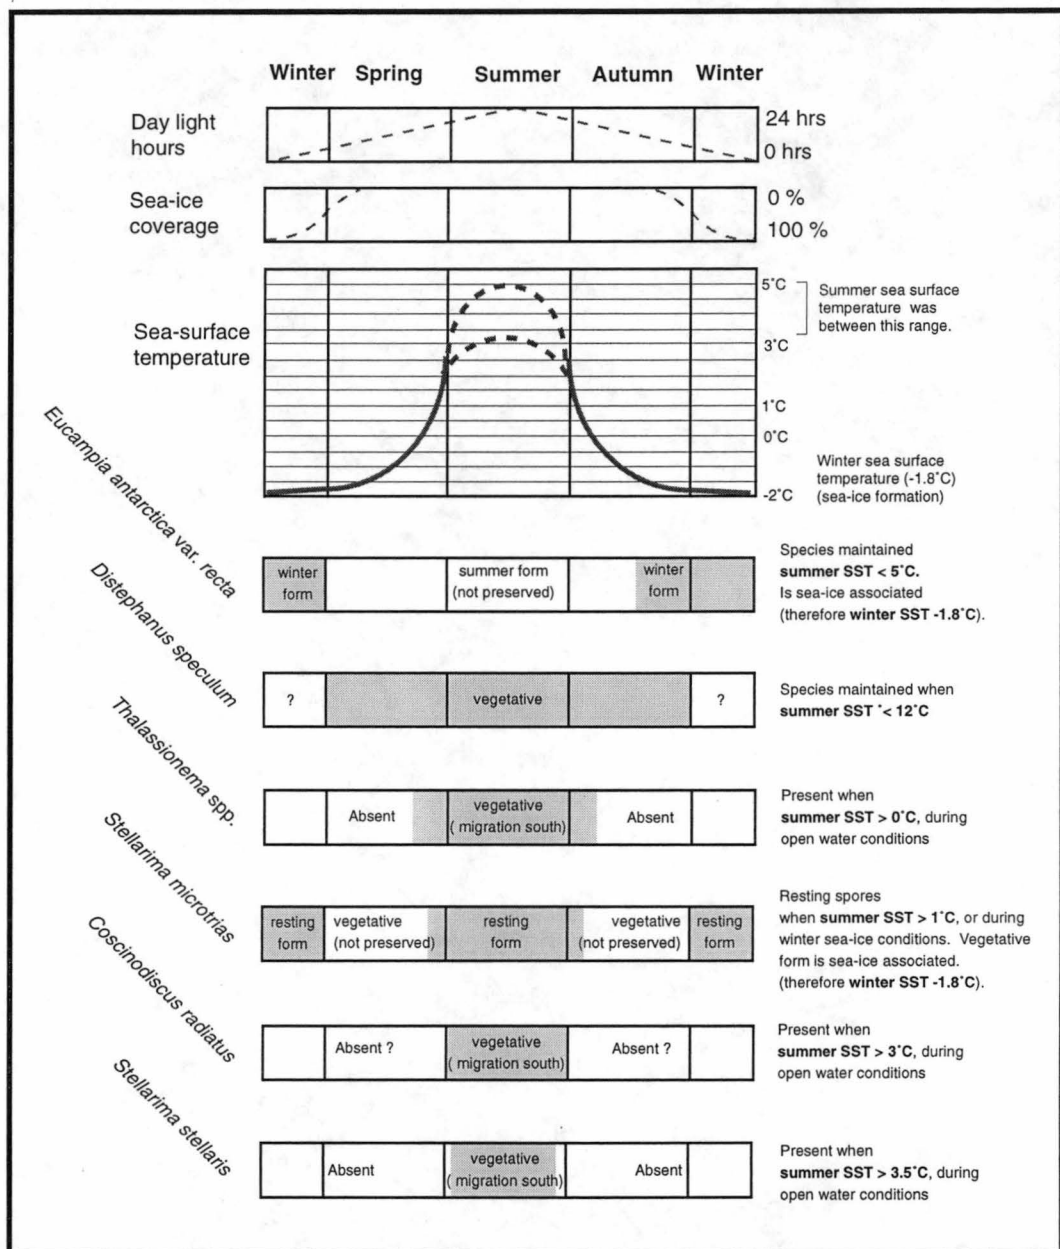 Winter Spring Summer Autumn Winter
Day light
hours
24 hrs
0 hrs
Sea-ice
coverage
0 %
100 %
Sea-surface
temperature
5°C
3°C
1°C
0°C
-2°C
Summer sea surface
temperature was
between this range.
Winter sea surface
temperature (-1.8°C)
(sea-ice formation)
Eucampia antarctica var. recta
winter
form
summer form
(not preserved)
winter
form
Species maintained
summer SST < 5°C.
Is sea-ice associated
(therefore winter SST -1.8°C).
Distephanus speculum
?
vegetative
?
Species maintained when
summer SST °< 12°C
Thalassionema spp.
Absent
vegetative
( migration south)
Absent
Present when
summer SST > 0°C, during
open water conditions
Stellarima microtrias
resting
form
vegetative
(not preserved)
resting
form
vegetative
(not preserved)
resting
form
Resting spores
when summer SST > 1°C, or during
winter sea-ice conditions. Vegetative
form is sea-ice associated.
(therefore winter SST -1.8°C).
Coscinodiscus radiatus
Absent ?
vegetative
( migration south)
Absent ?
Present when
summer SST > 3°C, during
open water conditions
Stellarima stellaris
Absent
vegetative
( migration south)
Absent
Present when
summer SST > 3.5°C, during
open water conditions